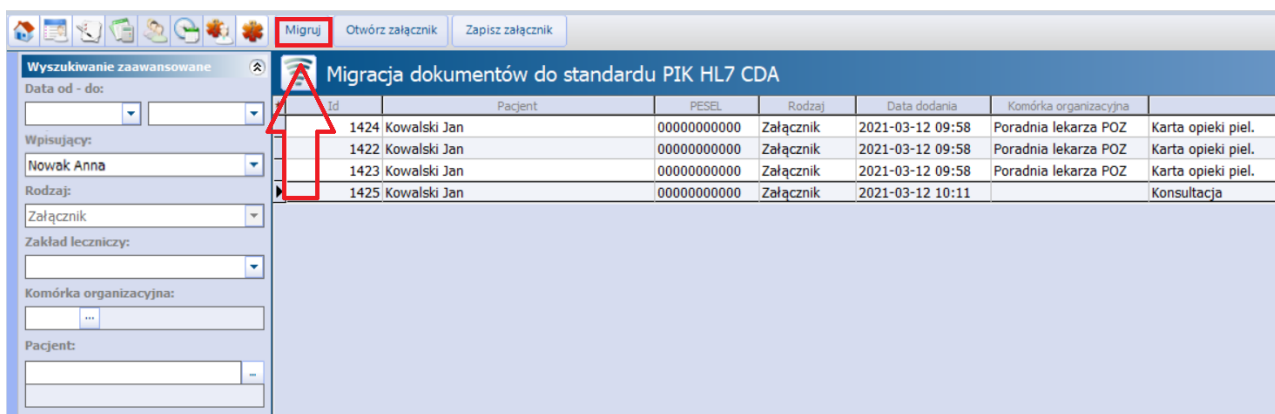 Migruj Otwórz załącznik Zapisz załącznik
Wyszukiwanie zaawansowane
Data od - do:
Wpisujący:
Nowak Anna
Rodzaj:
Załącznik
Zakład leczniczy:
Komórka organizacyjna:
...
Pacjent:
Migracja dokumentów do standardu PIK HL7 CDA
Id Pacjent PESEL Rodzaj Data dodania Komórka organizacyjna
1424 Kowalski Jan 00000000000 Załącznik 2021-03-12 09:58 Poradnia lekarza POZ Karta opieki piel.
1422 Kowalski Jan 00000000000 Załącznik 2021-03-12 09:58 Poradnia lekarza POZ Karta opieki piel.
1423 Kowalski Jan 00000000000 Załącznik 2021-03-12 09:58 Poradnia lekarza POZ Karta opieki piel.
1425 Kowalski Jan 00000000000 Załącznik 2021-03-12 10:11 Konsultacja